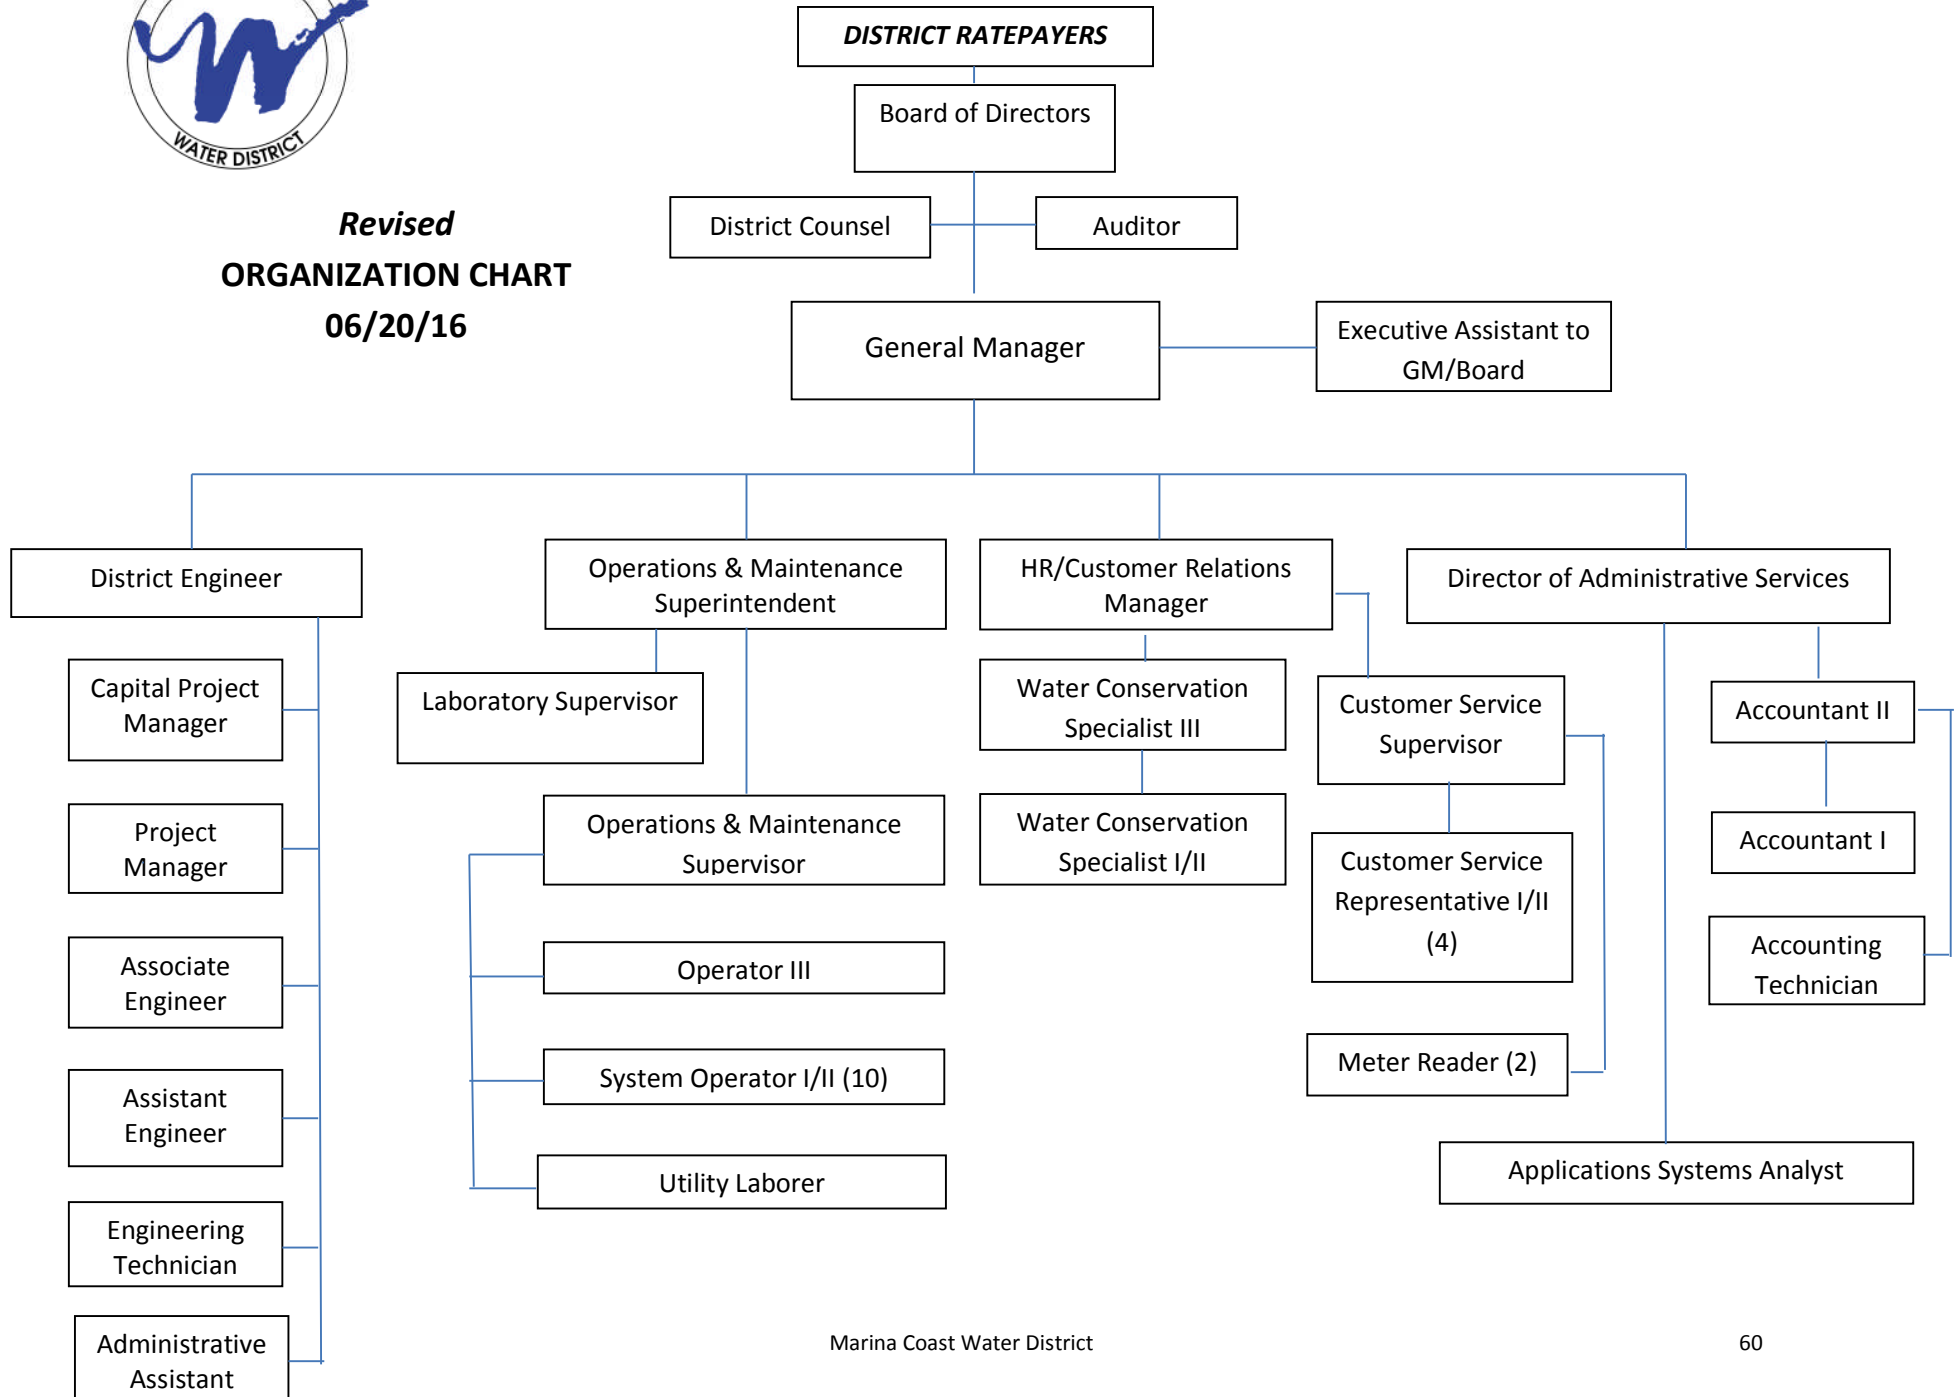 WATER DISTRICT
Revised
ORGANIZATION CHART
06/20/16
DISTRICT RATEPAYERS
Board of Directors
District Counsel
Auditor
General Manager
Executive Assistant to
GM/Board
District Engineer
Capital Project
Manager
Project
Manager
Associate
Engineer
Assistant
Engineer
Engineering
Technician
Administrative
Assistant
Operations & Maintenance
Superintendent
Laboratory Supervisor
Operations & Maintenance
Supervisor
Operator III
System Operator I/II (10)
Utility Laborer
HR/Customer Relations
Manager
Water Conservation
Specialist III
Water Conservation
Specialist I/II
Customer Service
Supervisor
Customer Service
Representative I/II
(4)
Meter Reader (2)
Director of Administrative Services
Accountant II
Accountant I
Accounting
Technician
Applications Systems Analyst
Marina Coast Water District
60